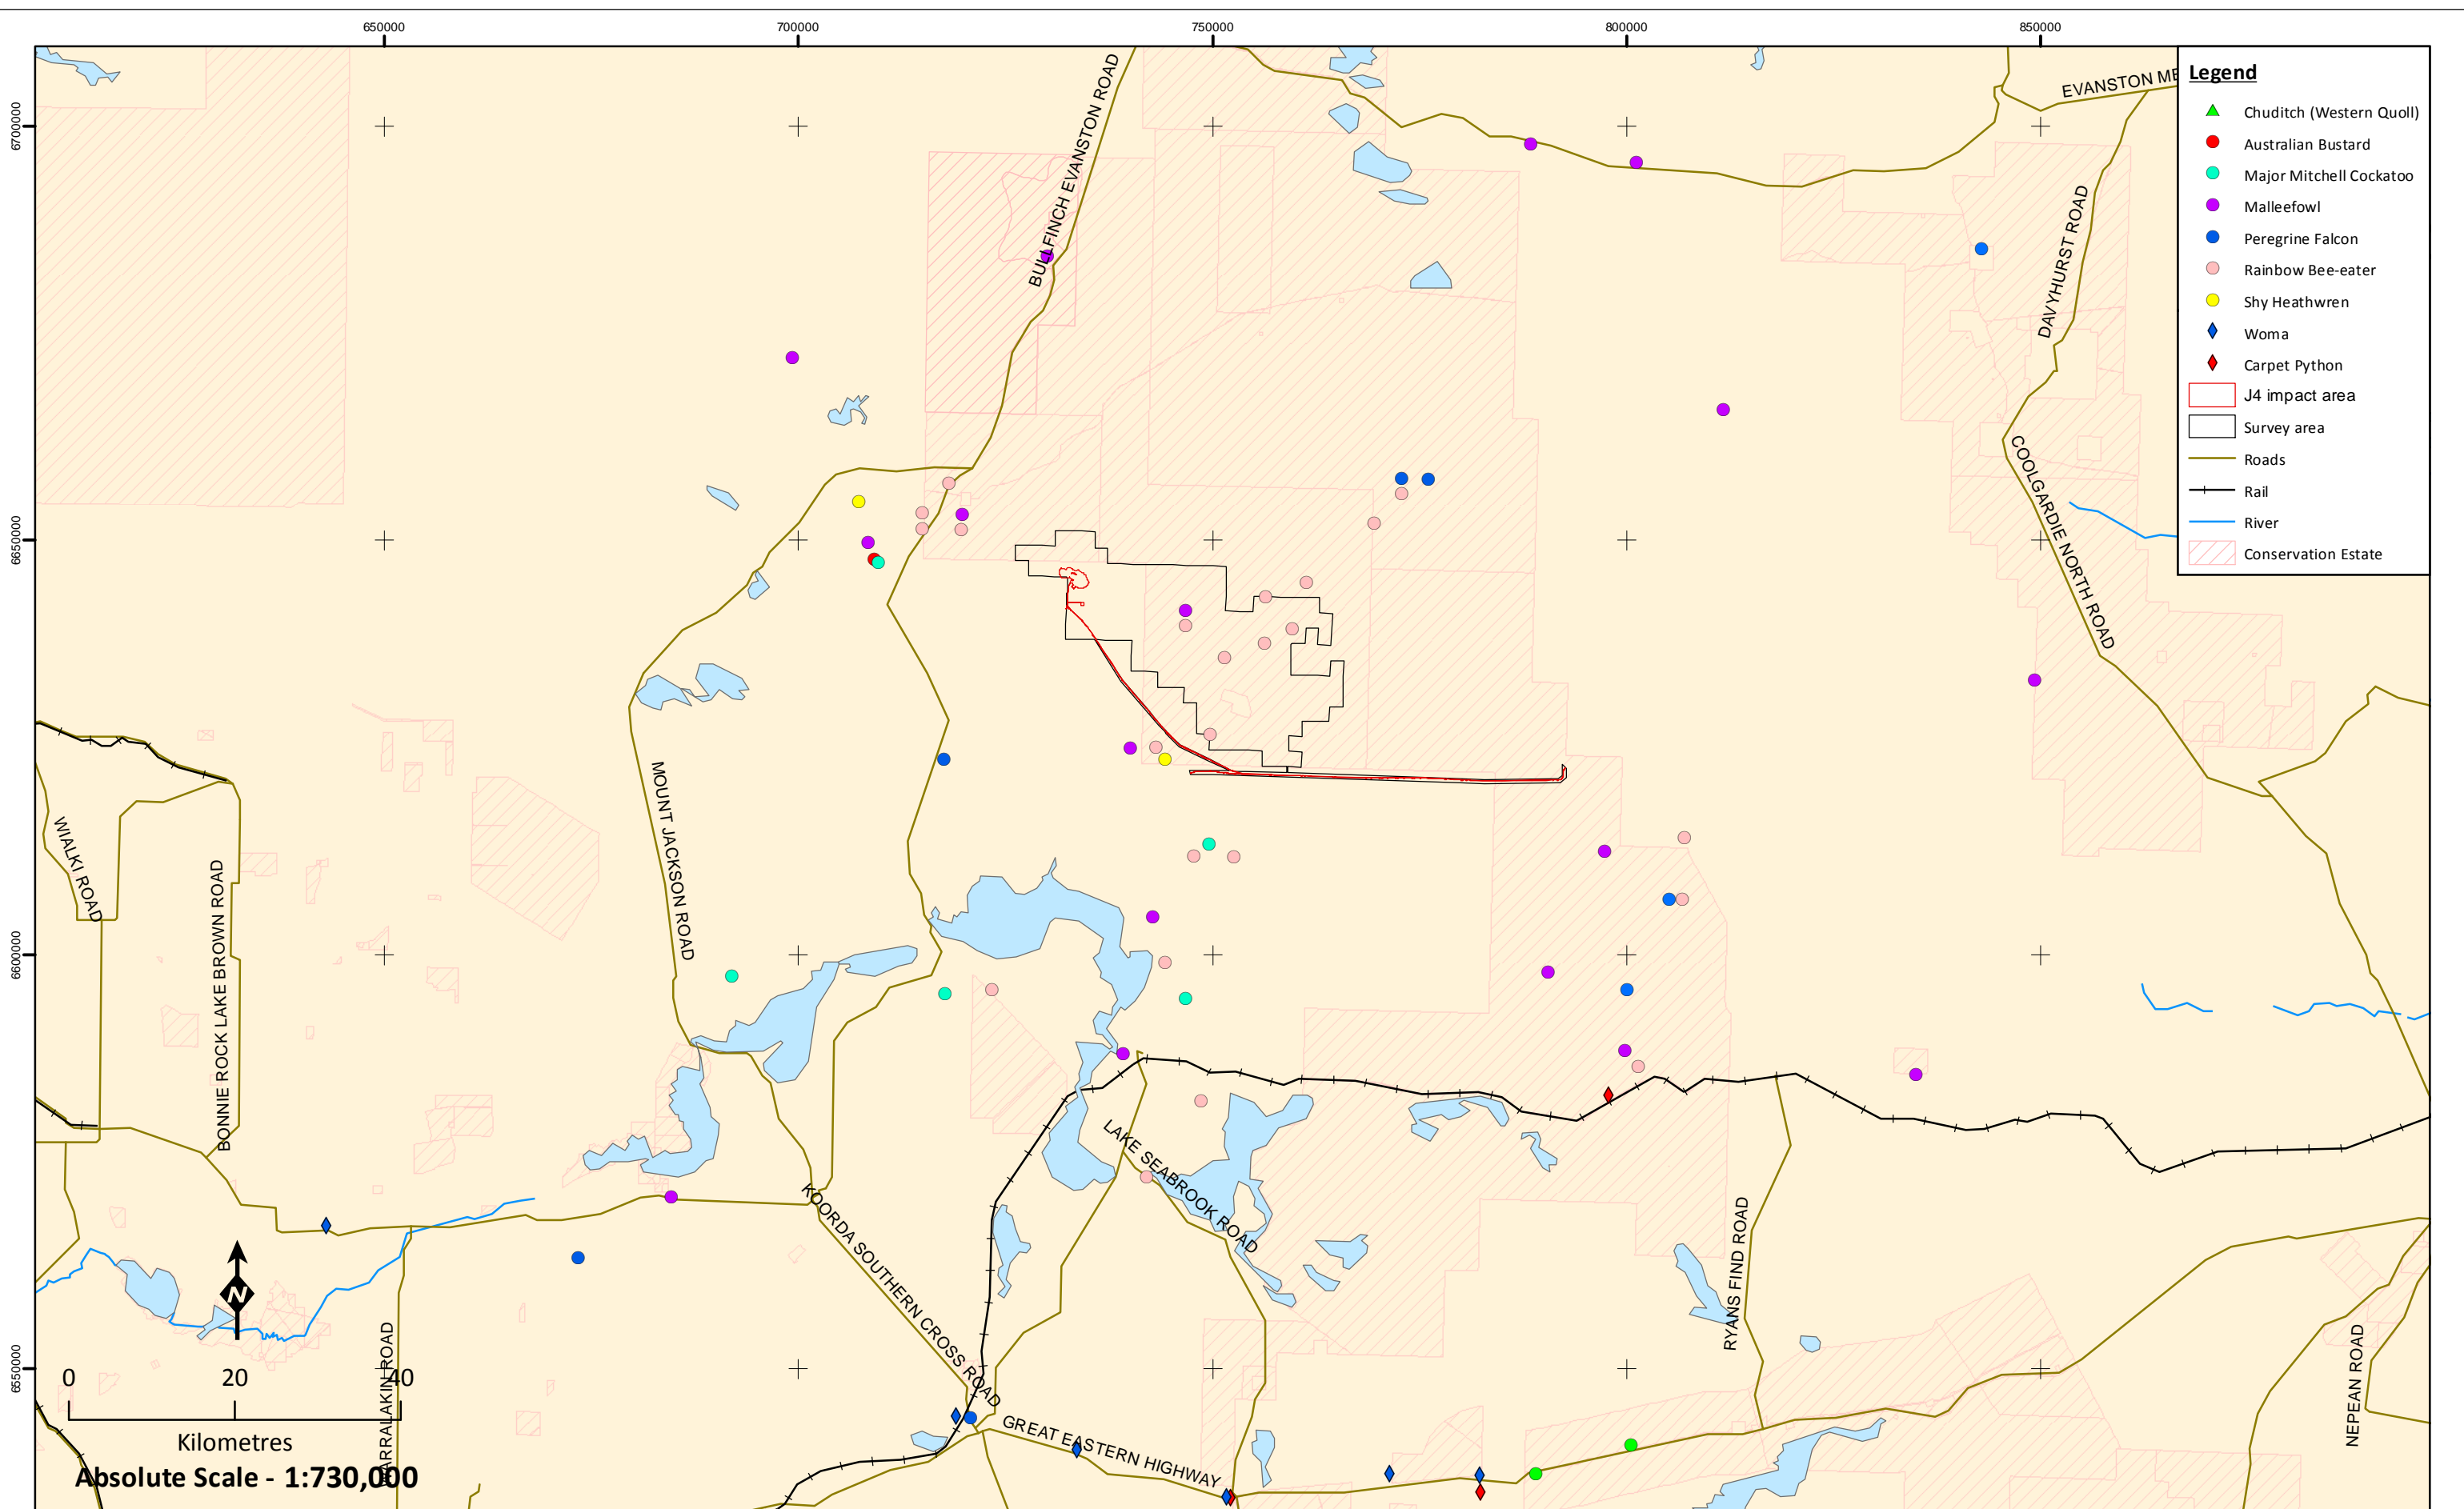 650000
700000
750000
800000
850000
6700000
6650000
6600000
6550000
BULLFINCH EVANSTON ROAD
EVANSTON ME
DAVYHURST ROAD
COOLGARDIE NORTH ROAD
Legend
Chuditch (Western Quoll)
Australian Bustard
Major Mitchell Cockatoo
Malleefowl
Peregrine Falcon
Rainbow Bee-eater
Shy Heathwren
Woma
Carpet Python
J4 impact area
Survey area
Roads
Rail
River
Conservation Estate
WIALKI ROAD
BONNIE ROCK LAKE BROWN ROAD
MOUNT JACKSON ROAD
LAKE SEABROOK ROAD
KOORDA SOUTHERN CROSS ROAD
RYANS FIND ROAD
NEPEAN ROAD
WARRALAKIN ROAD
GREAT EASTERN HIGHWAY
N
0 20 40
Kilometres
Absolute Scale - 1:730,000